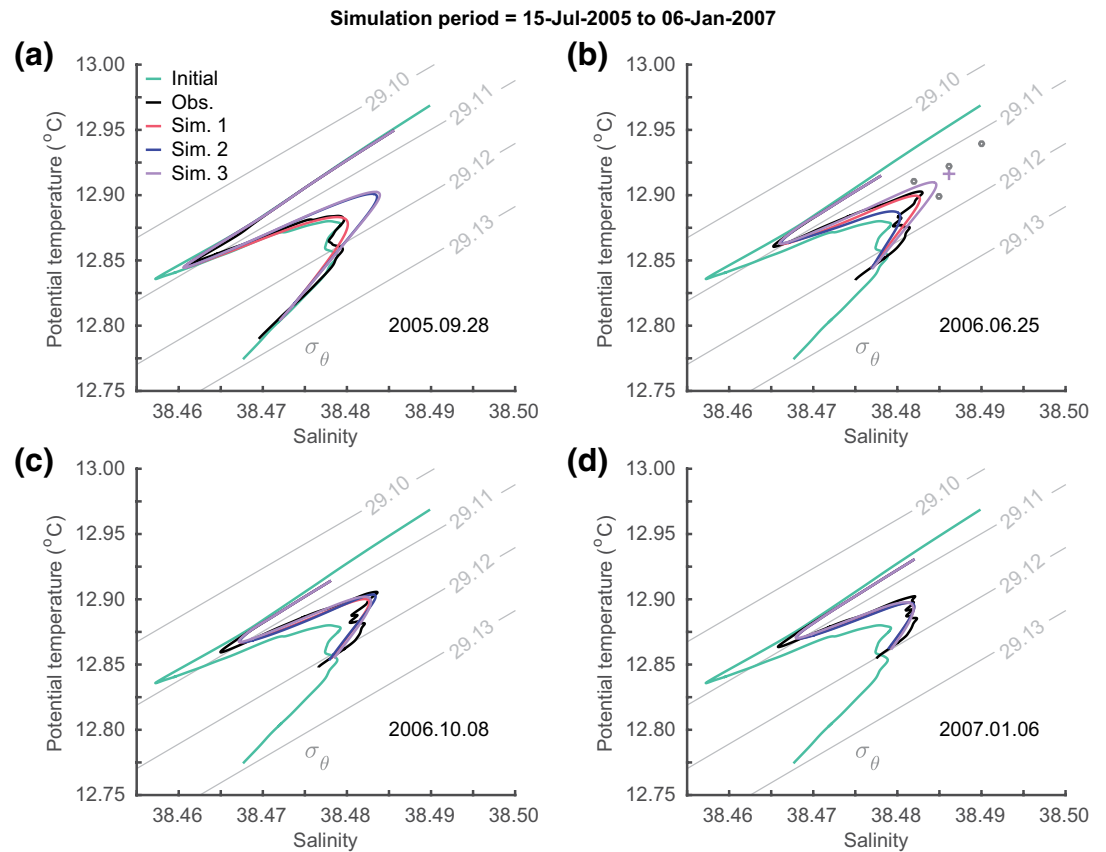 Simulation period = 15-Jul-2005 to 06-Jan-2007
(a)
13.00
12.95
12.90
12.85
12.80
12.75
Potential temperature (°C)
Initial
Obs.
Sim. 1
Sim. 2
Sim. 3
29.10
29.11
29.12
29.13
2005.09.28
σθ
38.46 38.47 38.48 38.49 38.50
Salinity
(b)
13.00
12.95
12.90
12.85
12.80
12.75
Potential temperature (°C)
29.10
29.11
29.12
29.13
2006.06.25
σθ
38.46 38.47 38.48 38.49 38.50
Salinity
(c)
13.00
12.95
12.90
12.85
12.80
12.75
Potential temperature (°C)
29.10
29.11
29.12
29.13
2006.10.08
σθ
38.46 38.47 38.48 38.49 38.50
Salinity
(d)
13.00
12.95
12.90
12.85
12.80
12.75
Potential temperature (°C)
29.10
29.11
29.12
29.13
2007.01.06
σθ
38.46 38.47 38.48 38.49 38.50
Salinity